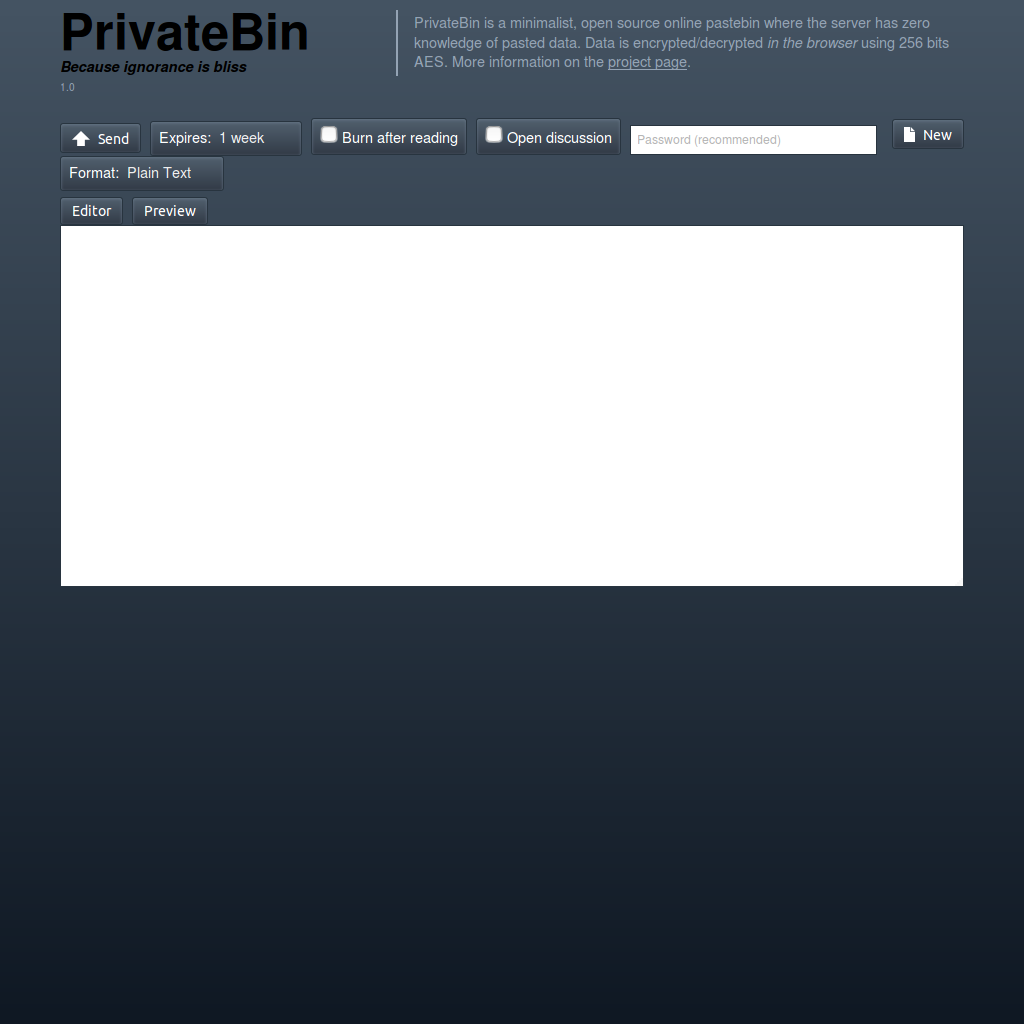 PrivateBin
Because ignorance is bliss
1.0
PrivateBin is a minimalist, open source online pastebin where the server has zero
knowledge of pasted data. Data is encrypted/decrypted in the browser using 256 bits
AES. More information on the project page.
Send
Expires: 1 week
Burn after reading
Open discussion
Password (recommended)
New
Format: Plain Text
Editor
Preview